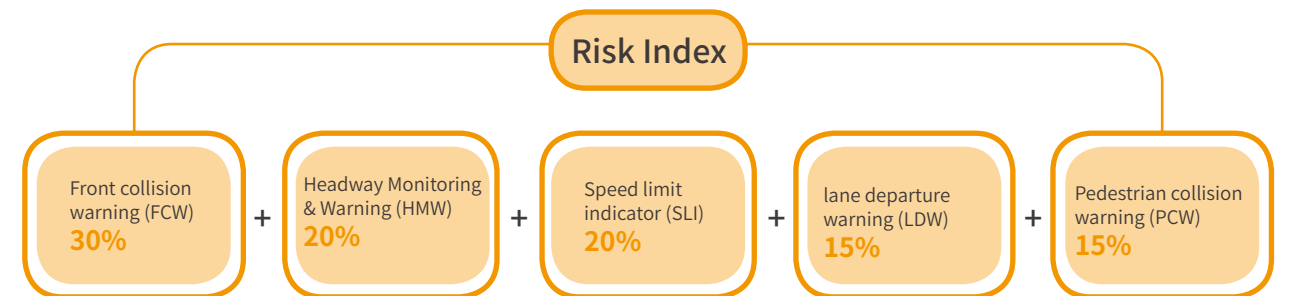 Risk Index
Front collision
warning (FCW)
30%
+
Headway Monitoring
& Warning (HMW)
20%
+
Speed limit
indicator (SLI)
20%
+
lane departure
warning (LDW)
15%
+
Pedestrian collision
warning (PCW)
15%